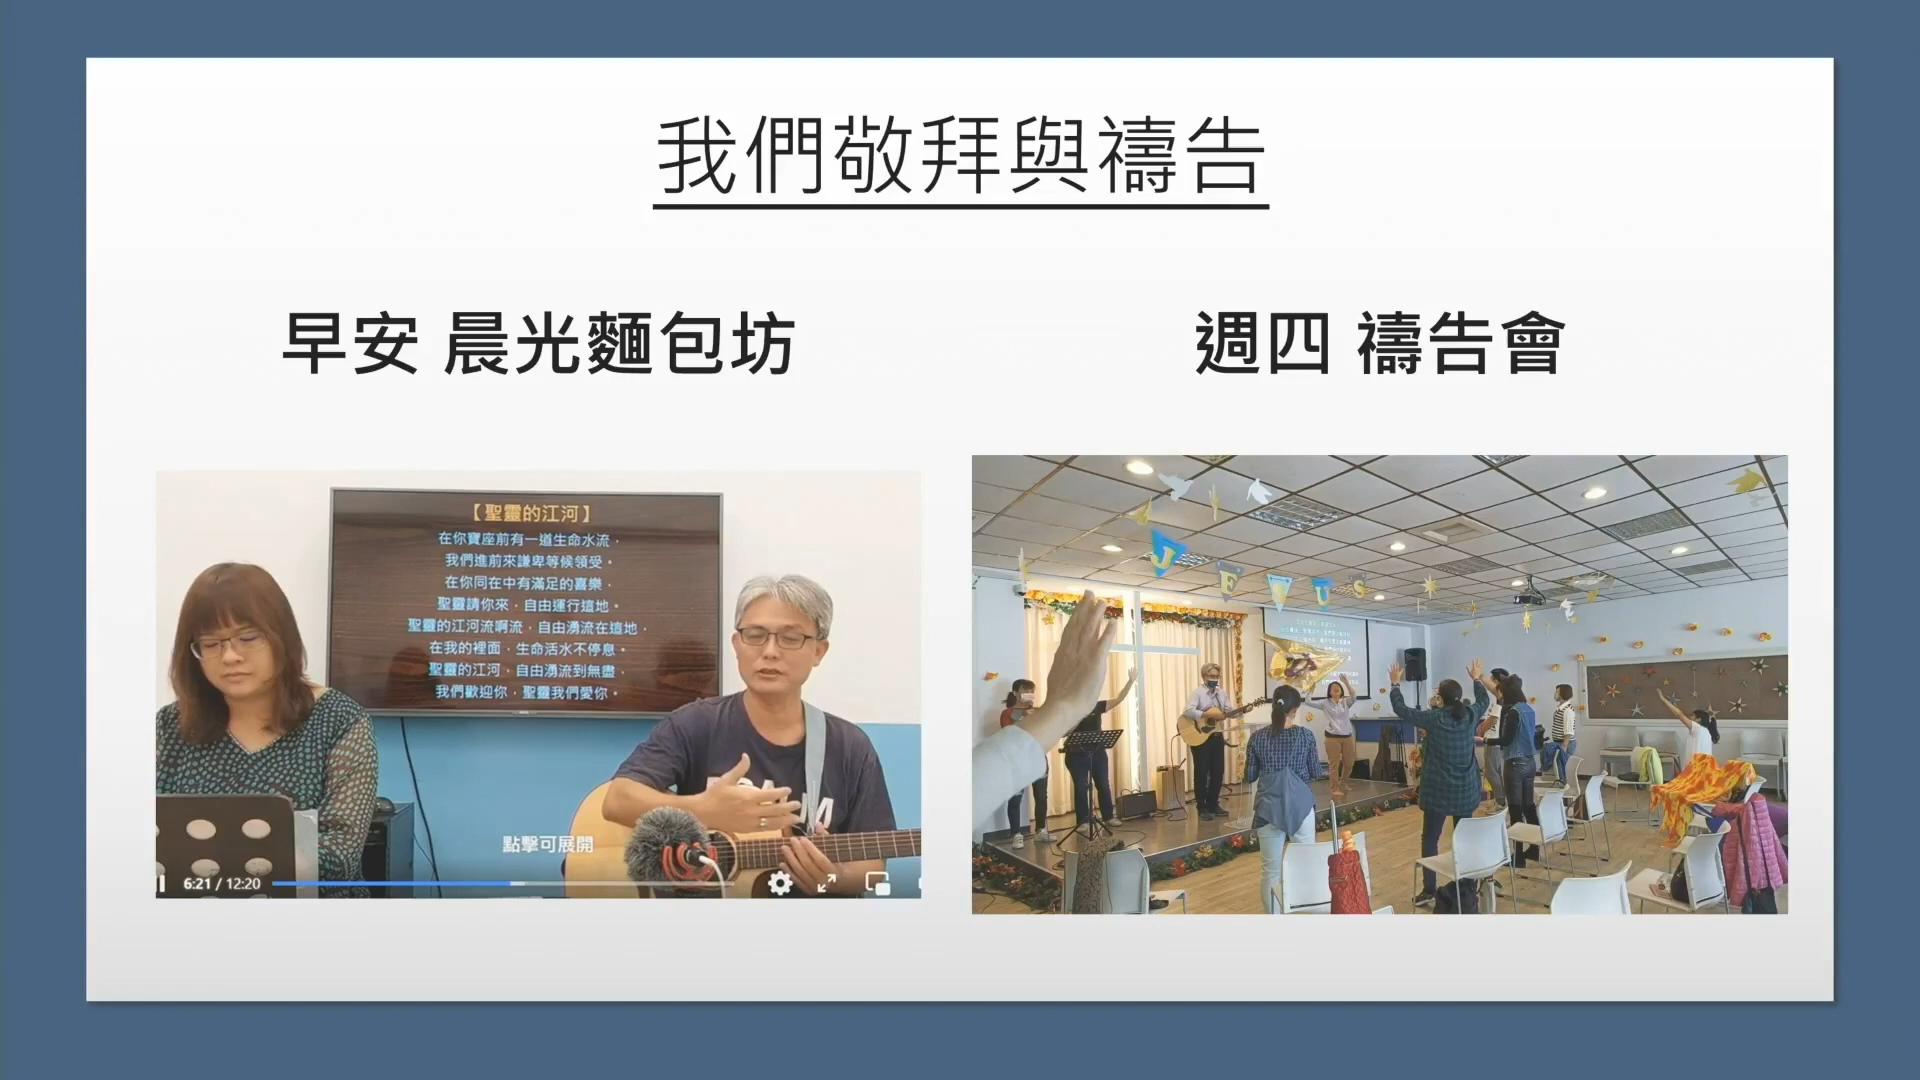 我們敬拜與禱告
早安 晨光麵包坊
週四 禱告會
【聖靈的江河】
在你寶座前有一道生命水流，
我們進前來謙卑等候領受。
在你同在中有滿足的喜樂，
聖靈請你來，自由運行這地。
聖靈的江河流啊流，自由湧流在這地，
在我的裡面，生命活水不停息。
聖靈的江河，自由湧流到無盡，
我們歡迎你，聖靈我們愛你。
點擊可展開
6:21 / 12:20
JESUS